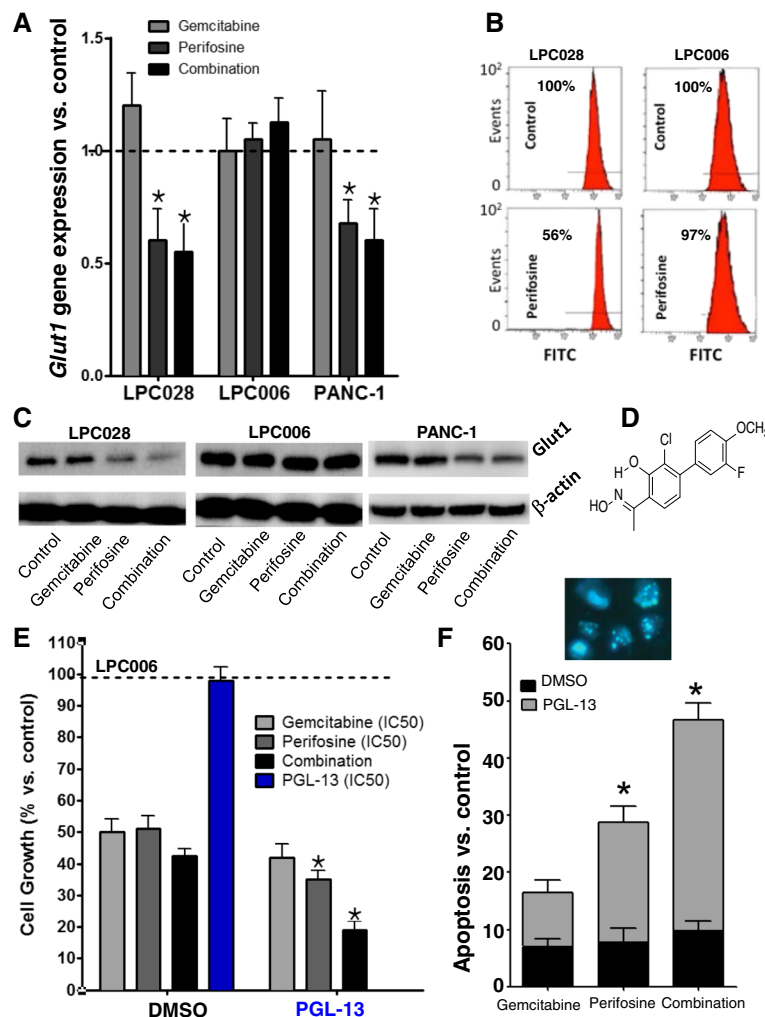 A
Glut1 gene expression vs. control
1.5
1.0
0.5
0.0
Gemcitabine
Perifosine
Combination
*
*
*
*
LPC028 LPC006 PANC-1
B
LPC028 LPC006
10²
Events
0
Control
100%
100%
10²
Events
0
Perifosine
56%
97%
FITC FITC
C
LPC028 LPC006 PANC-1
Glut1
β-actin
Control
Gemcitabine
Perifosine
Combination
Control
Gemcitabine
Perifosine
Combination
Control
Gemcitabine
Perifosine
Combination
D
OCH
Cl
O
H
F
N
HO
E
Cell Growth (% vs. control)
110
100
90
80
70
60
50
40
30
20
10
0
LPC006
Gemcitabine (IC50)
Perifosine (IC50)
Combination
PGL-13 (IC50)
*
*
DMSO PGL-13
F
Apoptosis vs. control
60
50
40
30
20
10
0
DMSO
PGL-13
*
*
Gemcitabine Perifosine Combination